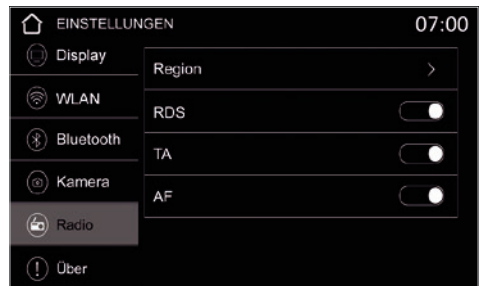 EINSTELLUNGEN 07:00
Display
WLAN
Bluetooth
Kamera
Radio
Über
Region
RDS
TA
AF